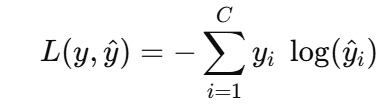 L(y, ŷ) = − ∑_{i=1}^{C} y_i log(ŷ_i)